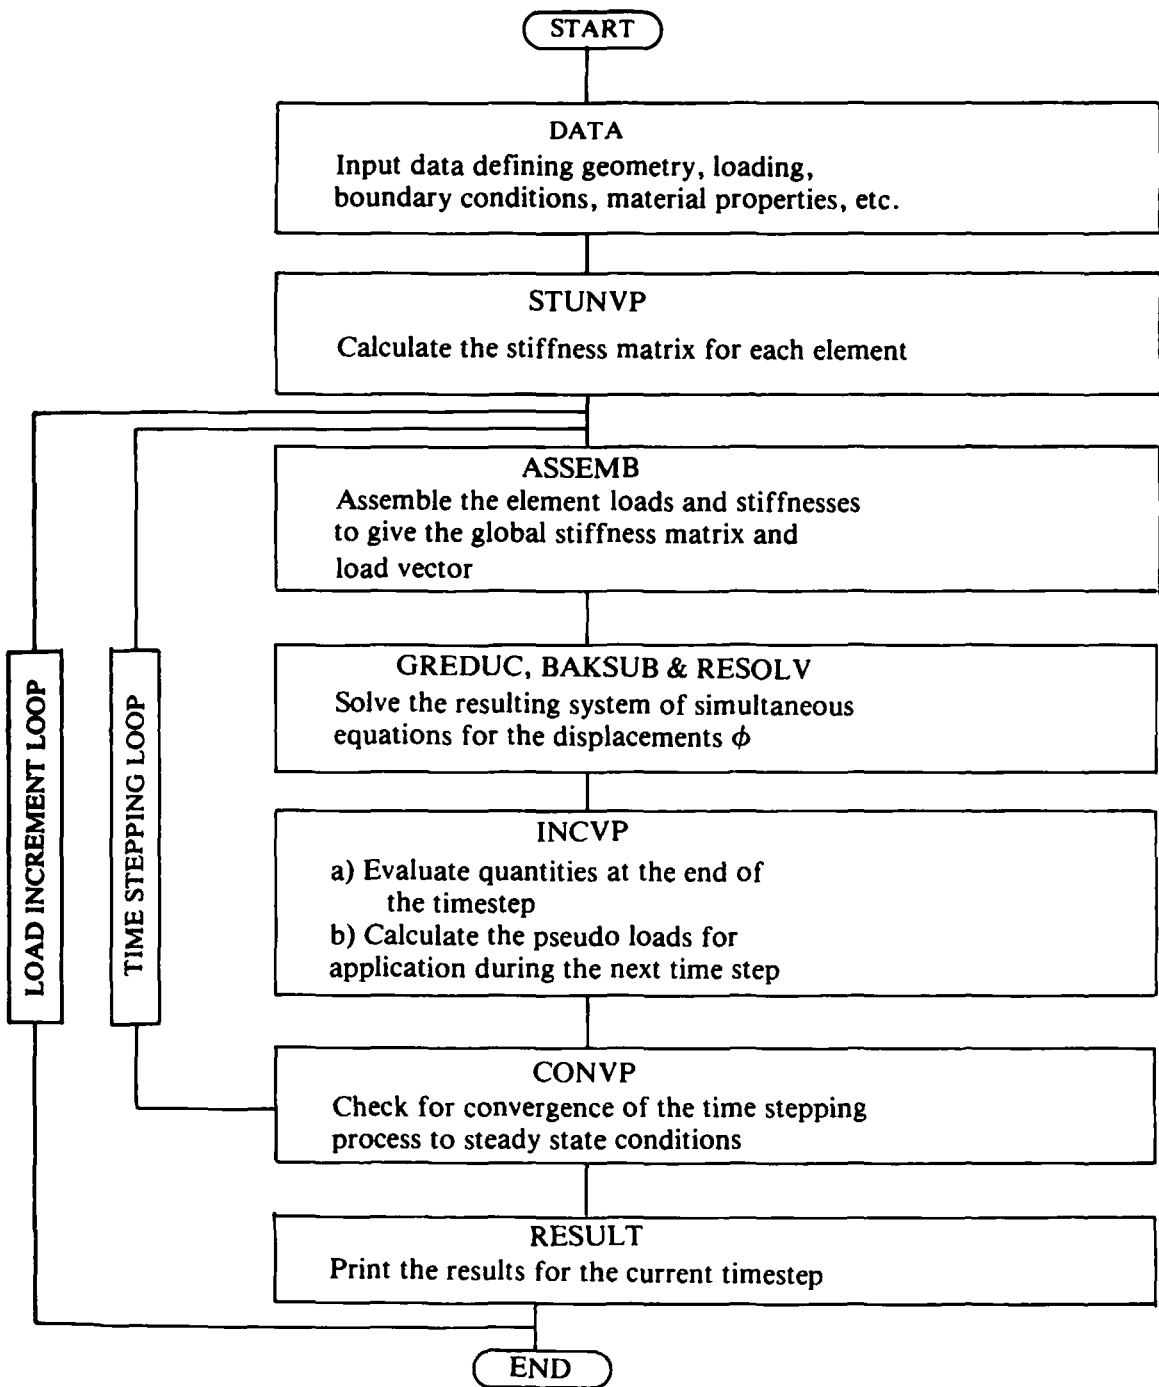 START
DATA
Input data defining geometry, loading,
boundary conditions, material properties, etc.
STUNVP
Calculate the stiffness matrix for each element
ASSEMB
Assemble the element loads and stiffnesses
to give the global stiffness matrix and
load vector
GREDUC, BAKSUB & RESOLV
Solve the resulting system of simultaneous
equations for the displacements ϕ
LOAD INCREMENT LOOP
TIME STEPPING LOOP
INCVP
a) Evaluate quantities at the end of
the timestep
b) Calculate the pseudo loads for
application during the next time step
CONVP
Check for convergence of the time stepping
process to steady state conditions
RESULT
Print the results for the current timestep
END